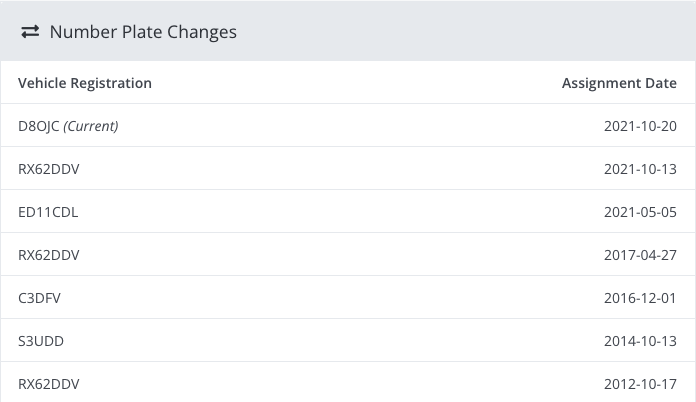 Number Plate Changes
Vehicle Registration Assignment Date
D8OJC (Current) 2021-10-20
RX62DDV 2021-10-13
ED11CDL 2021-05-05
RX62DDV 2017-04-27
C3DFV 2016-12-01
S3UDD 2014-10-13
RX62DDV 2012-10-17